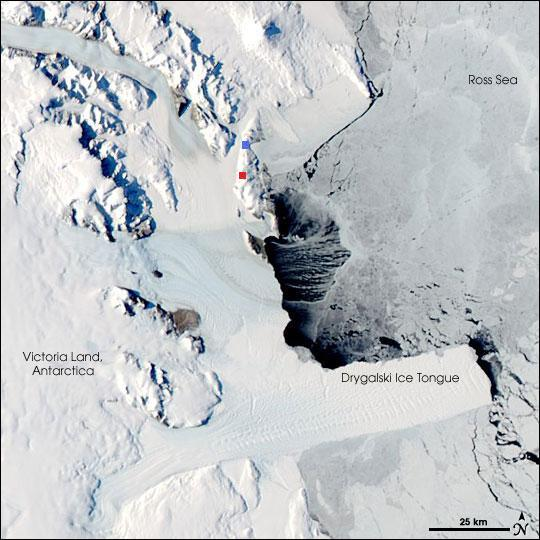 Ross Sea
Victoria Land,
Antarctica
Drygalski Ice Tongue
25 km
N